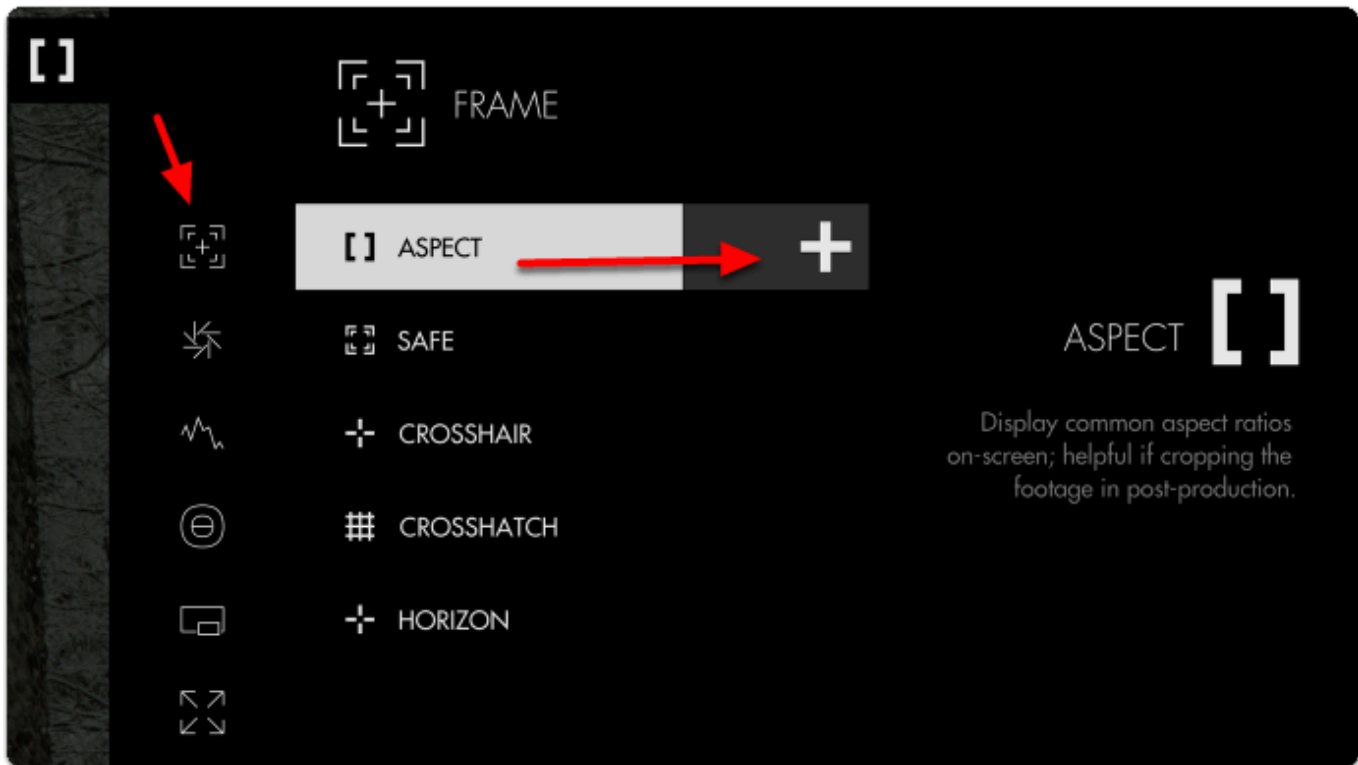 FRAME
ASPECT
SAFE
CROSSHAIR
CROSSHATCH
HORIZON
ASPECT
Display common aspect ratios
on-screen; helpful if cropping the
footage in post-production.